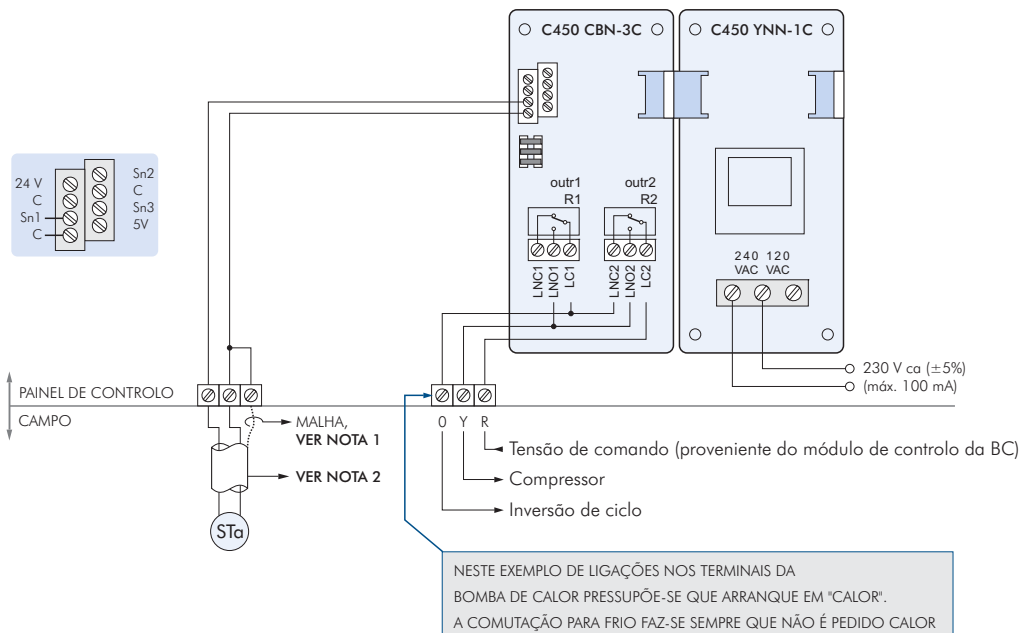 C450 CBN-3C
C450 YNN-1C
24 V
C
Sn1
C
Sn2
C
Sn3
5V
outr1
R1
outr2
R2
LNC1
LNO1
LC1
LNC2
LNO2
LC2
240 120
VAC VAC
230 V ca (±5%)
(máx. 100 mA)
PAINEL DE CONTROLO
CAMPO
MALHA,
VER NOTA 1
VER NOTA 2
STa
0 Y R
Tensão de comando (proveniente do módulo de controlo da BC)
Compressor
Inversão de ciclo
NESTE EXEMPLO DE LIGAÇÕES NOS TERMINAIS DA
BOMBA DE CALOR PRESSUPÕE-SE QUE ARRANQUE EM "CALOR".
A COMUTAÇÃO PARA FRIO FAZ-SE SEMPRE QUE NÃO É PEDIDO CALOR